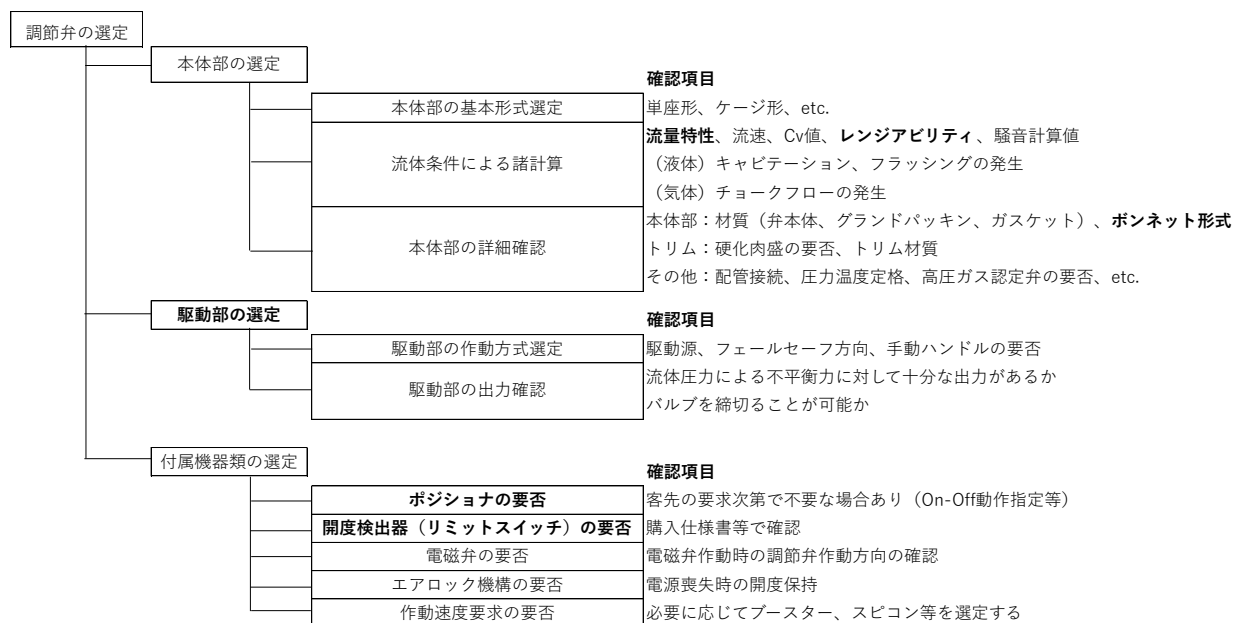 調節弁の選定
本体部の選定
確認項目
本体部の基本形式選定
単座形、ケージ形、etc.
流体条件による諸計算
流量特性、流速、Cv値、レンジアビリティ、騒音計算値
（液体）キャビテーション、フラッシングの発生
（気体）チョークフローの発生
本体部の詳細確認
本体部：材質（弁本体、グランドパッキン、ガスケット）、ボンネット形式
トリム：硬化肉盛の要否、トリム材質
その他：配管接続、圧力温度定格、高圧ガス認定弁の要否、etc.
駆動部の選定
確認項目
駆動部の作動方式選定
駆動源、フェールセーフ方向、手動ハンドルの要否
駆動部の出力確認
流体圧力による不平衡力に対して十分な出力があるか
バルブを締切ることが可能か
付属機器類の選定
確認項目
ポジショナの要否
客先の要求次第で不要な場合あり（On-Off動作指定等）
開度検出器（リミットスイッチ）の要否
購入仕様書等で確認
電磁弁の要否
電磁弁作動時の調節弁作動方向の確認
エアロック機構の要否
電源喪失時の開度保持
作動速度要求の要否
必要に応じてブースター、スピコン等を選定する